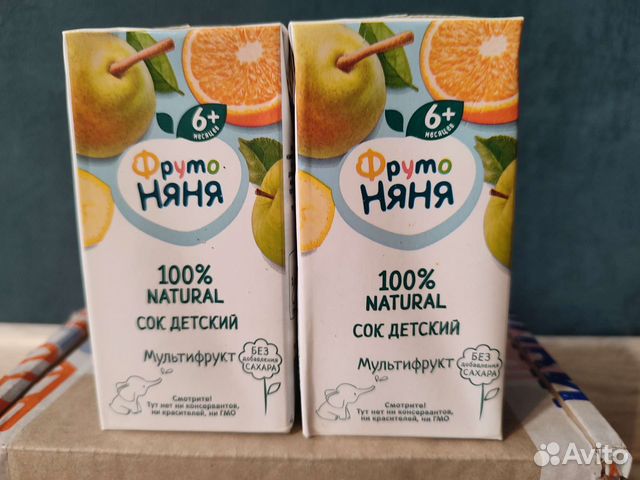 6+
месяцев
Фруто
НЯНЯ
100%
NATURAL
СОК ДЕТСКИЙ
Мультифрукт
БЕЗ
добавления
САХАРА
Смотрите!
Тут нет ни консервантов,
ни красителей, ни ГМО
6+
месяцев
Фруто
НЯНЯ
100%
NATURAL
СОК ДЕТСКИЙ
Мультифрукт
БЕЗ
добавления
САХАРА
Смотрите!
Тут нет ни консервантов,
ни красителей, ни ГМО
Avito